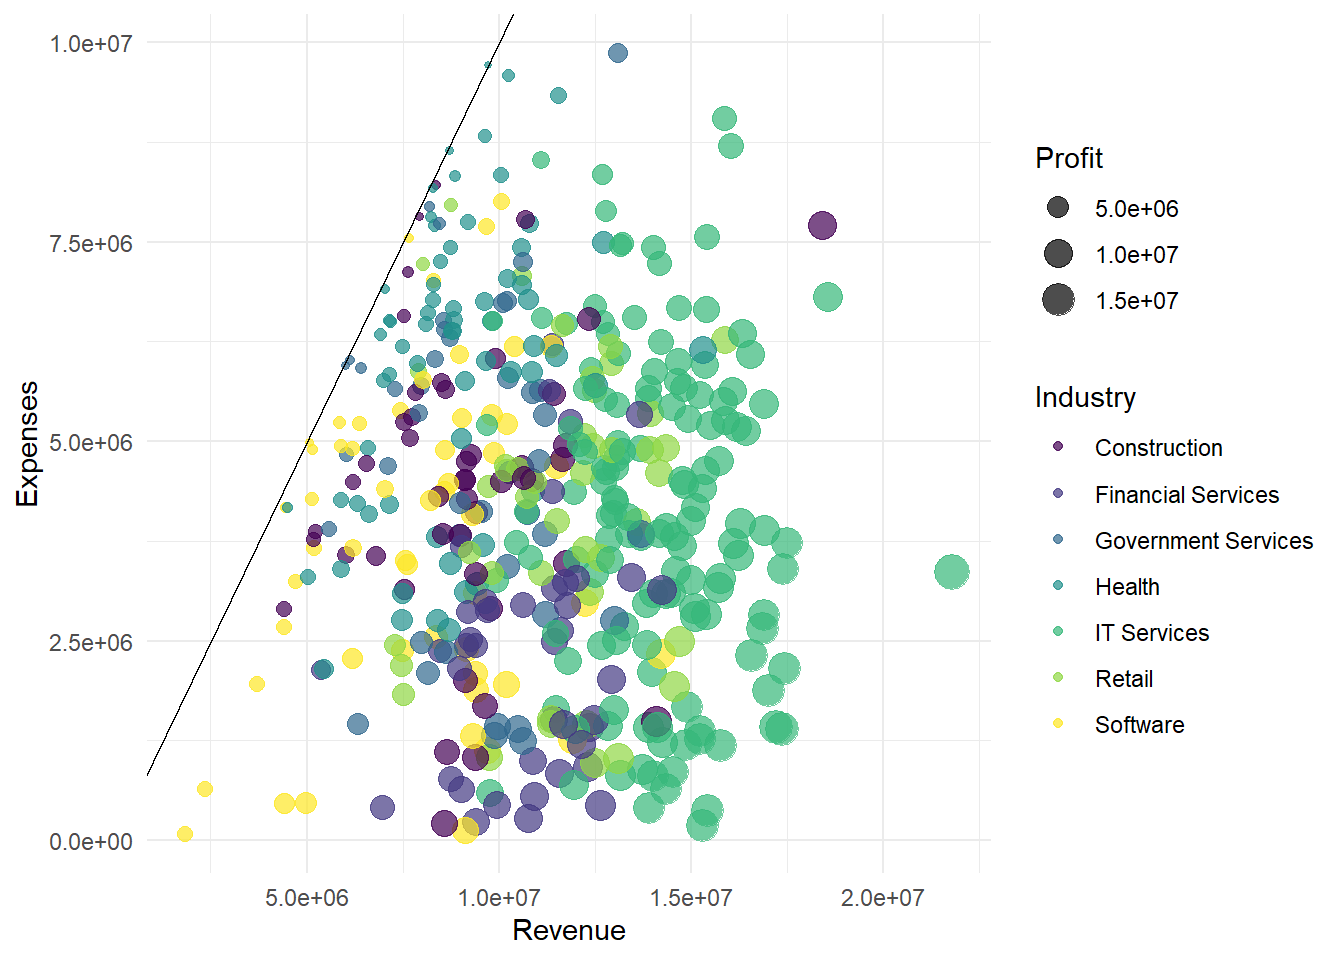 1.0e+07
7.5e+06
5.0e+06
2.5e+06
0.0e+00
Expenses
5.0e+06
1.0e+07
1.5e+07
2.0e+07
Revenue
Profit
5.0e+06
1.0e+07
1.5e+07
Industry
Construction
Financial Services
Government Services
Health
IT Services
Retail
Software